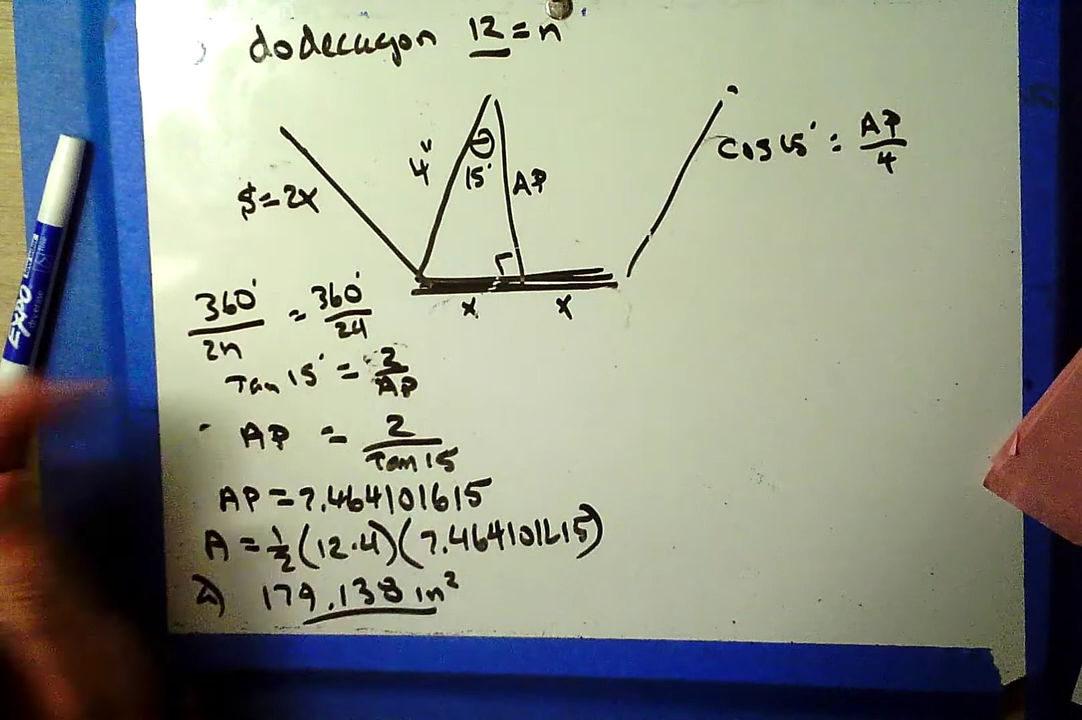 dodecagon 12 = n
4"
θ
15°
AP
cos 15° = AP/4
S = 2x
x x
360°/2n = 360°/24
Tan 15° = 2/AP
AP = 2/Tan 15
AP = 7.464101615
A = 1/2 (12·4)(7.464101615)
2) 179.138 in²
EXPO